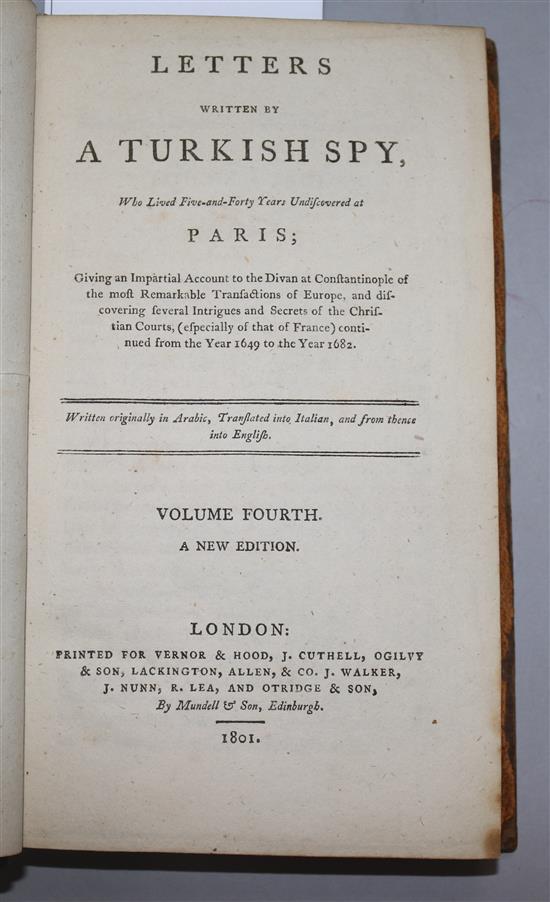 LETTERS
WRITTEN BY
A TURKISH SPY,
Who Lived Five-and-Forty Years Undiſcovered at
PARIS;
Giving an Impartial Account to the Divan at Conſtantinople of
the moſt Remarkable Tranſactions of Europe, and diſ-
covering ſeveral Intrigues and Secrets of the Chriſ-
tian Courts, (eſpecially of that of France) conti-
nued from the Year 1649 to the Year 1682.
Written originally in Arabic, Tranſlated into Italian, and from thence
into Engliſh.
VOLUME FOURTH.
A NEW EDITION.
LONDON:
PRINTED FOR VERNOR & HOOD, J. CUTHELL, OGILVY
& SON, LACKINGTON, ALLEN, & CO. J. WALKER,
J. NUNN, R. LEA, AND OTRIDGE & SON,
By Mundell & Son, Edinburgh.
1801.